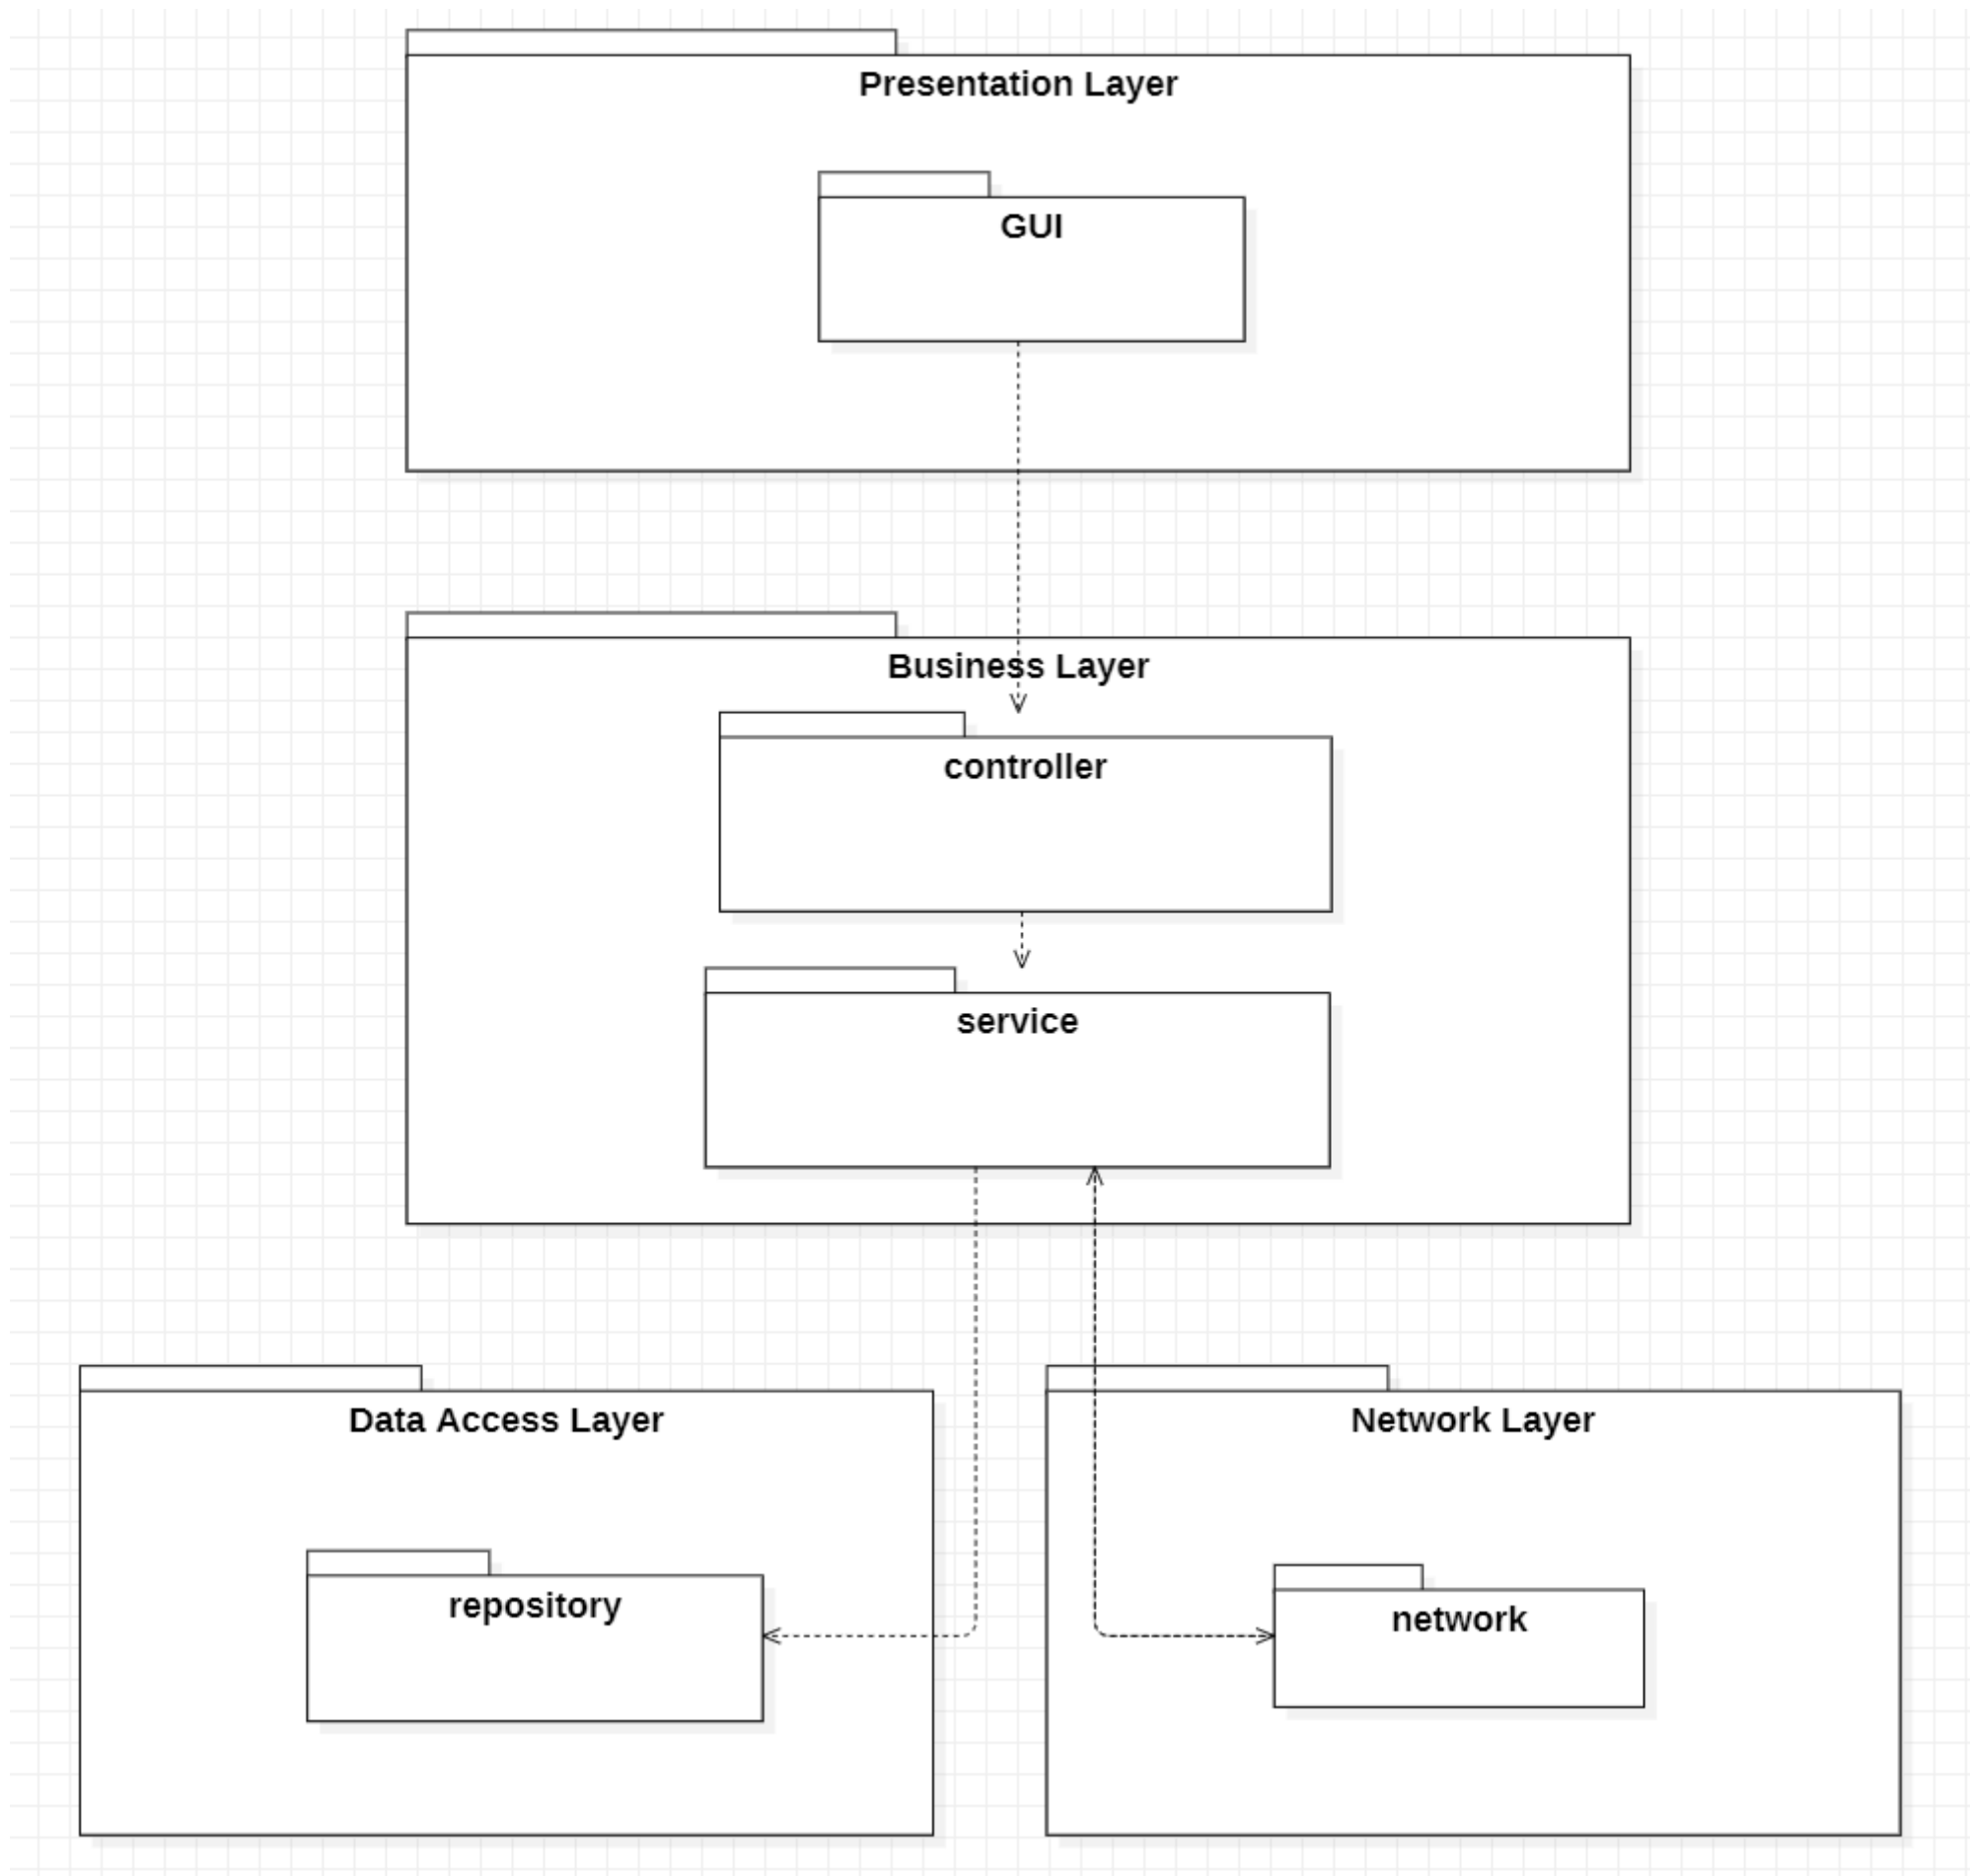 Presentation Layer
GUI
Business Layer
controller
service
Data Access Layer
Network Layer
repository
network